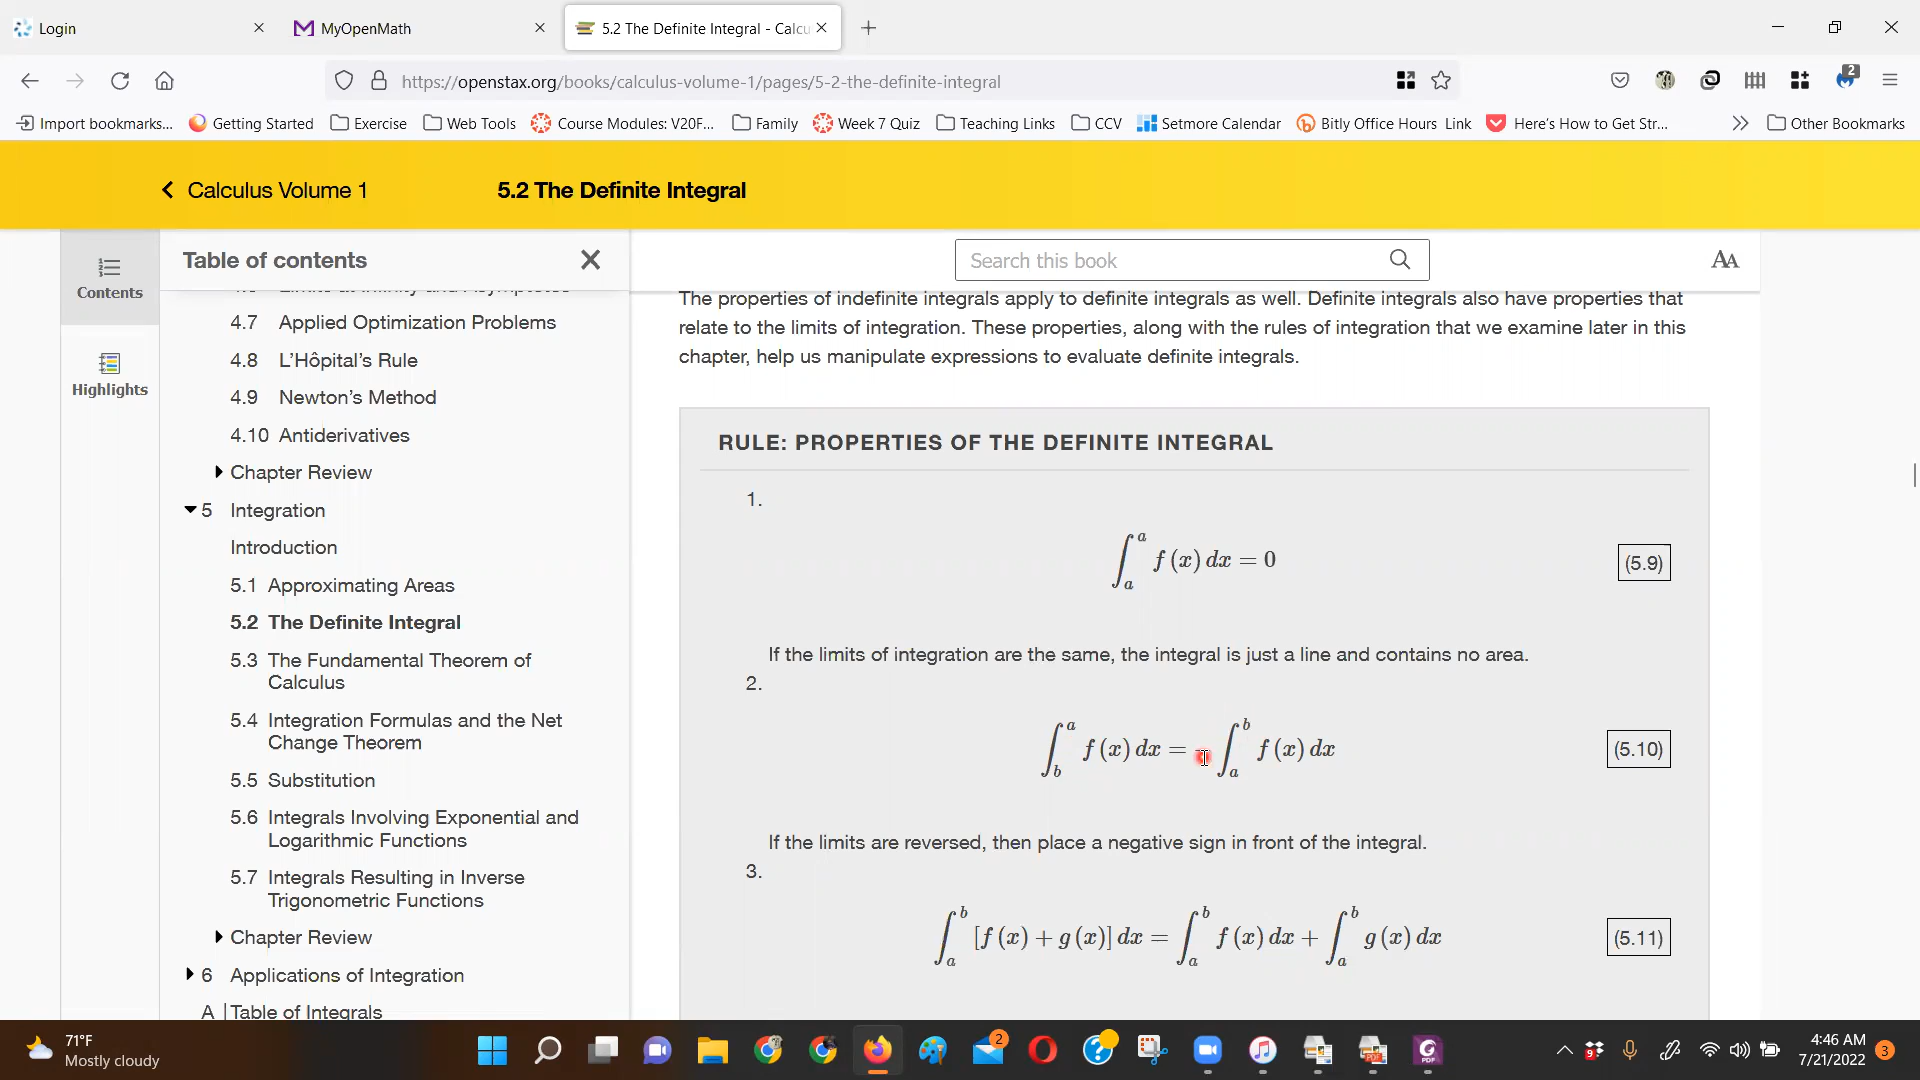 Login
MyOpenMath
5.2 The Definite Integral - Calcu
https://openstax.org/books/calculus-volume-1/pages/5-2-the-definite-integral
2
Import bookmarks...
Getting Started
Exercise
Web Tools
Course Modules: V20F...
Family
Week 7 Quiz
Teaching Links
CCV
Setmore Calendar
Bitly Office Hours Link
Here's How to Get Str...
Other Bookmarks
Calculus Volume 1
5.2 The Definite Integral
Contents
Highlights
Table of contents
4.7 Applied Optimization Problems
4.8 L'Hôpital's Rule
4.9 Newton's Method
4.10 Antiderivatives
Chapter Review
5 Integration
Introduction
5.1 Approximating Areas
5.2 The Definite Integral
5.3 The Fundamental Theorem of
Calculus
5.4 Integration Formulas and the Net
Change Theorem
5.5 Substitution
5.6 Integrals Involving Exponential and
Logarithmic Functions
5.7 Integrals Resulting in Inverse
Trigonometric Functions
Chapter Review
6 Applications of Integration
A | Table of Integrals
Search this book
AA
The properties of indefinite integrals apply to definite integrals as well. Definite integrals also have properties that
relate to the limits of integration. These properties, along with the rules of integration that we examine later in this
chapter, help us manipulate expressions to evaluate definite integrals.
RULE: PROPERTIES OF THE DEFINITE INTEGRAL
1.
∫_a^a f(x) dx = 0 (5.9)
If the limits of integration are the same, the integral is just a line and contains no area.
2.
∫_b^a f(x) dx = ∫_a^b f(x) dx (5.10)
If the limits are reversed, then place a negative sign in front of the integral.
3.
∫_a^b [f(x) + g(x)] dx = ∫_a^b f(x) dx + ∫_a^b g(x) dx (5.11)
71°F
Mostly cloudy
2
9
4:46 AM
7/21/2022
3